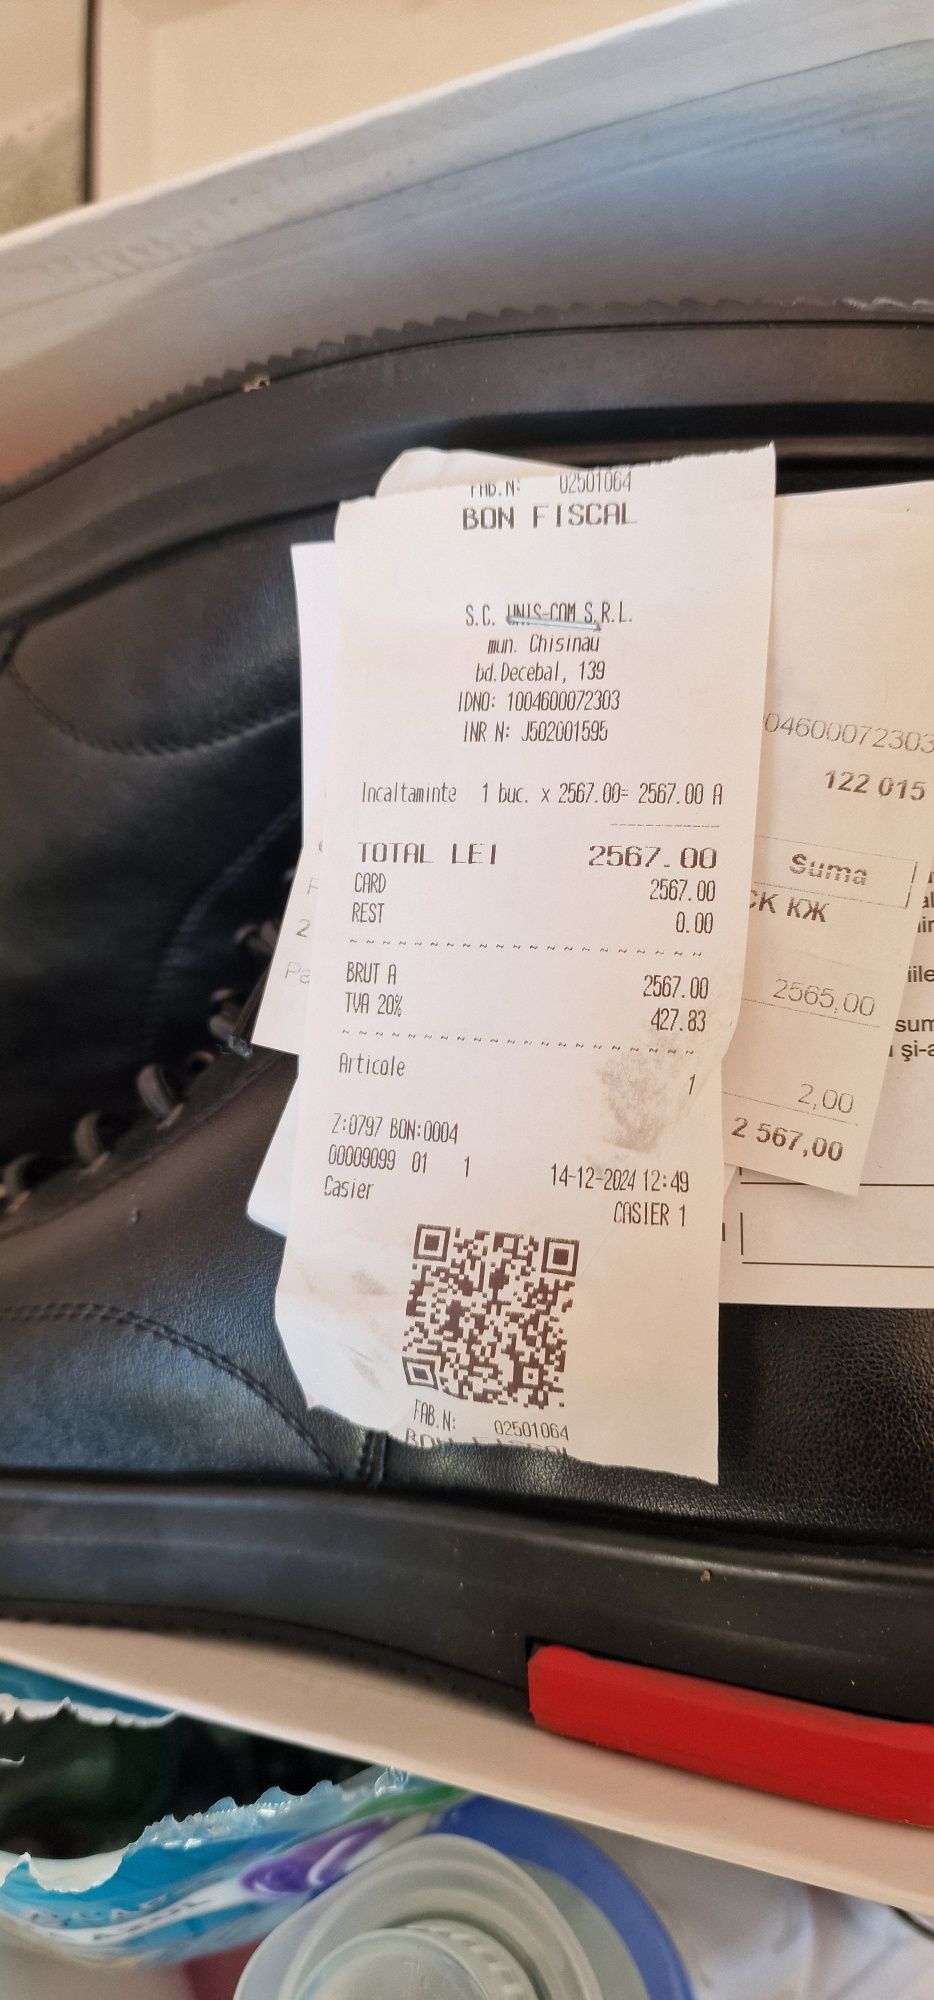 FAB.N: 02501064
BON FISCAL
S.C. UNIS-COM S.R.L.
mun. Chisinau
bd.Decebal, 139
IDNO: 1004600072303
INR N: J502001595
Incaltaminte 1 buc. x 2567.00= 2567.00 A
TOTAL LEI 2567.00
CARD 2567.00
REST 0.00
BRUT A 2567.00
TVA 20% 427.83
Articole 1
Z:0797 BON:0004
00009099 01 1 14-12-2024 12:49
Casier CASIER 1
FAB.N: 02501064
BON FISCAL
04600072303
122 015
Suma
СК КЖ
2565,00
2,00
2 567,00